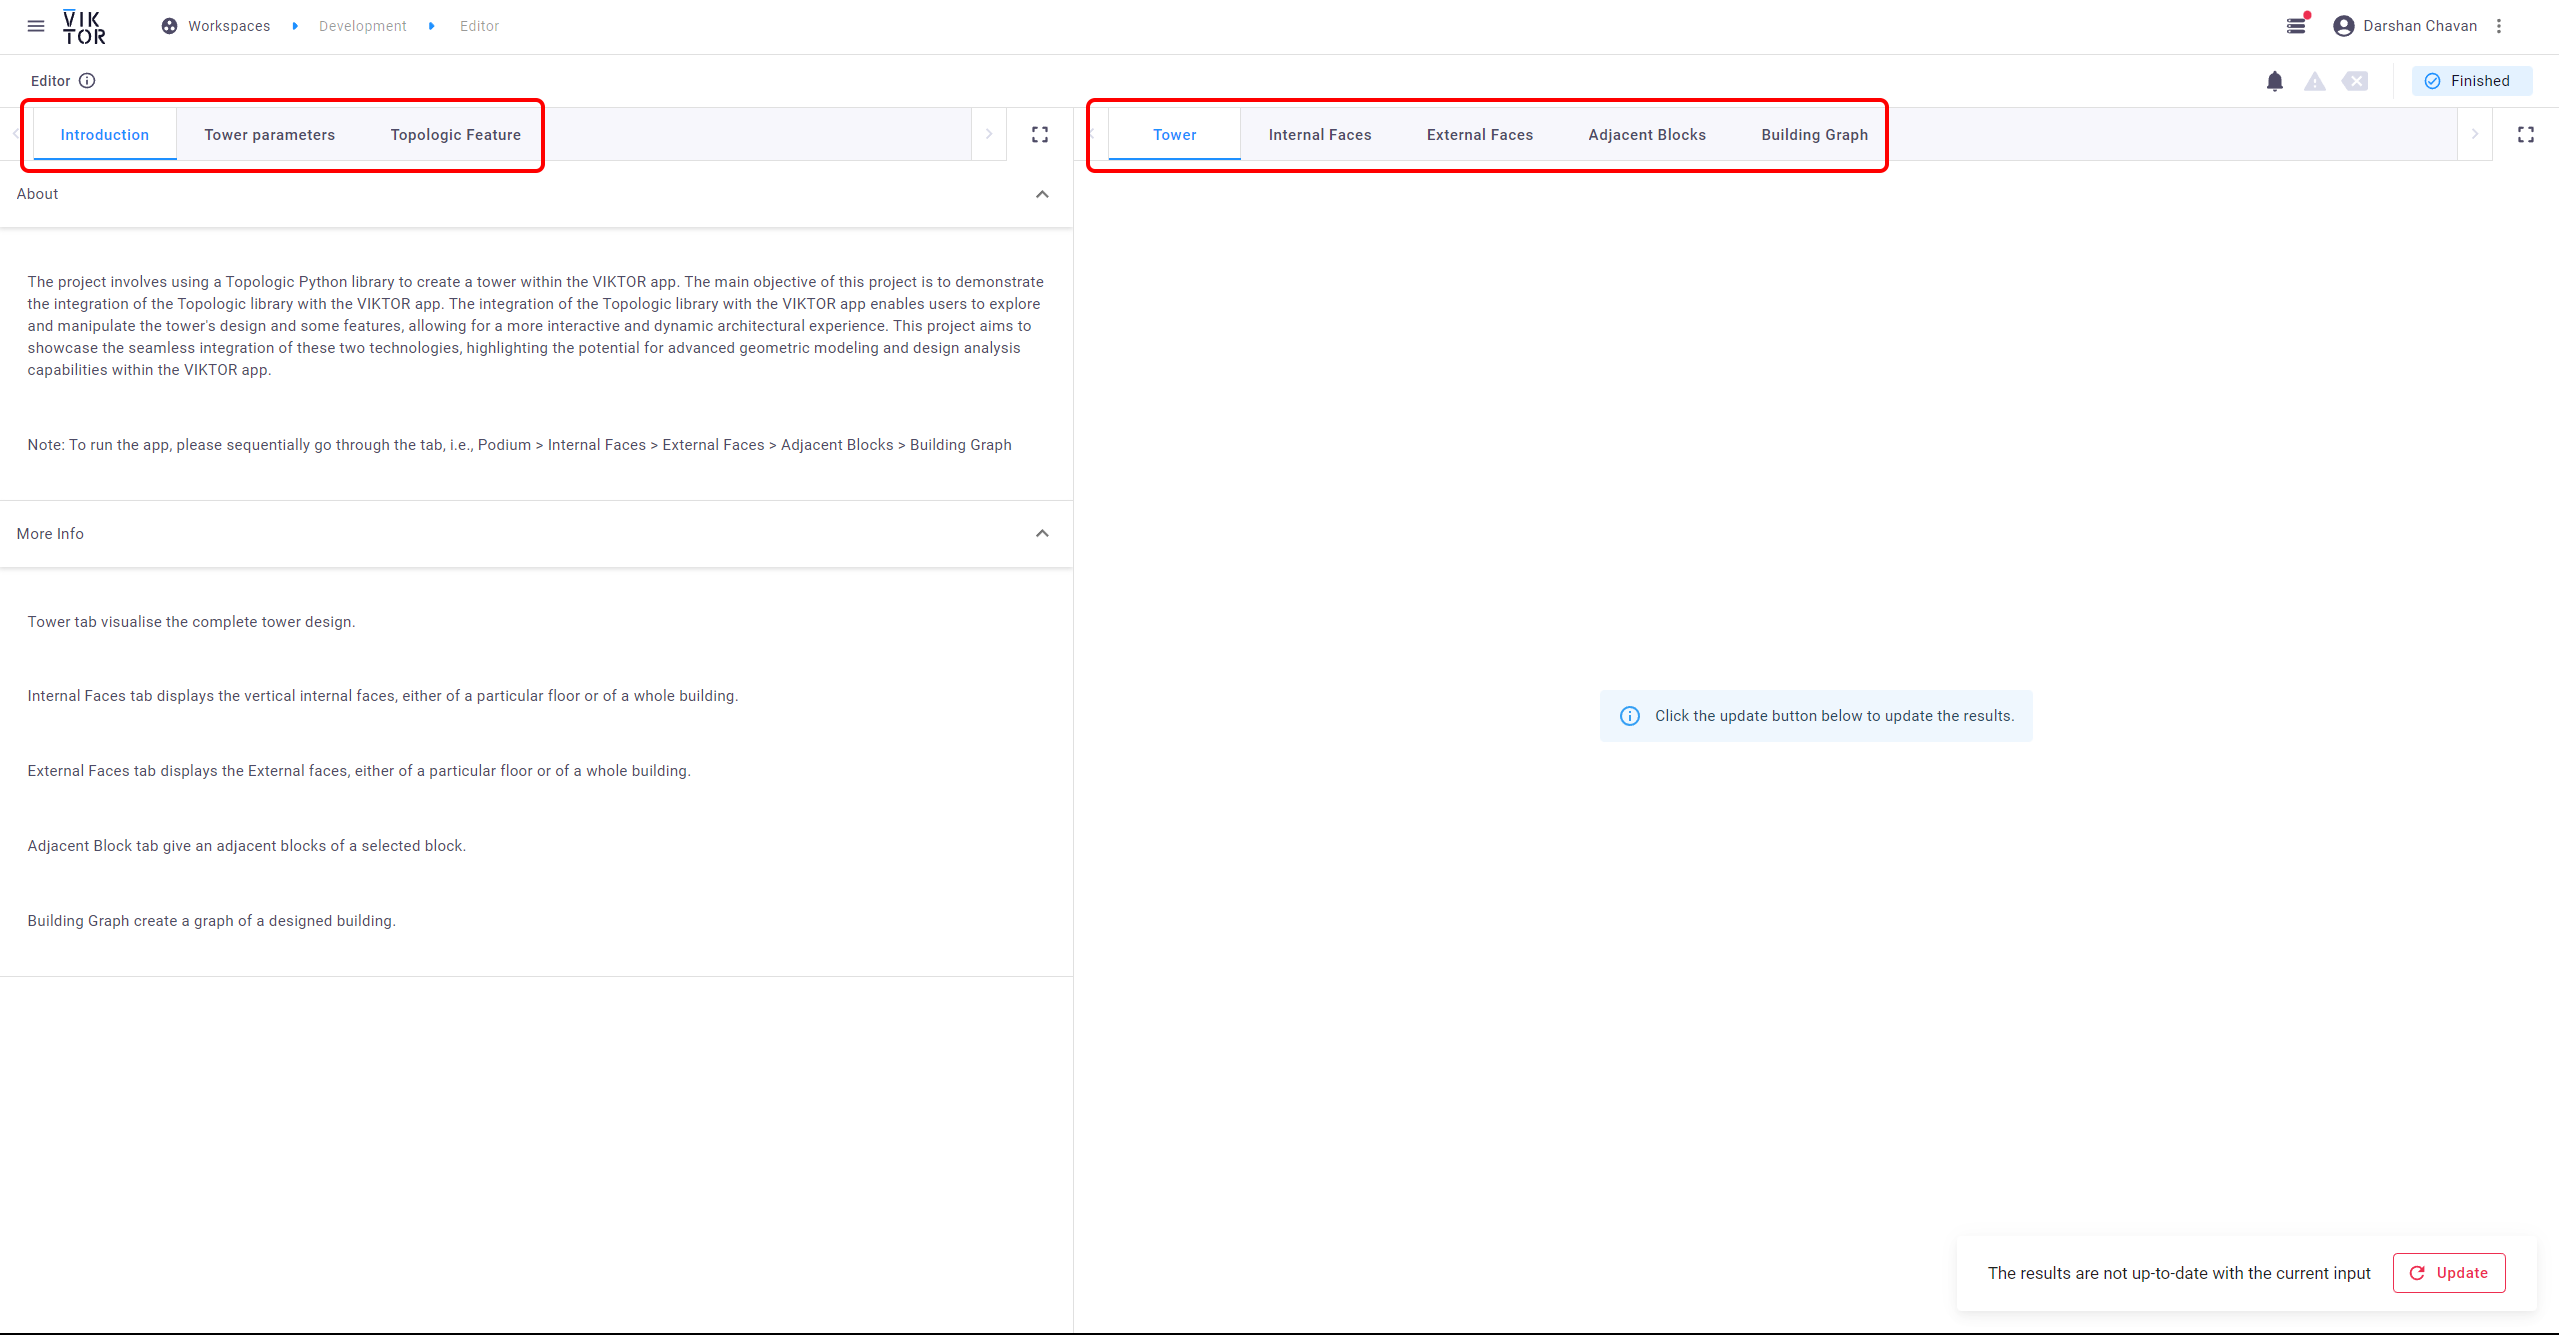 VIK
TOR
Workspaces Development Editor
Darshan Chavan
Editor
Finished
Introduction Tower parameters Topologic Feature
Tower Internal Faces External Faces Adjacent Blocks Building Graph
About
The project involves using a Topologic Python library to create a tower within the VIKTOR app. The main objective of this project is to demonstrate
the integration of the Topologic library with the VIKTOR app. The integration of the Topologic library with the VIKTOR app enables users to explore
and manipulate the tower's design and some features, allowing for a more interactive and dynamic architectural experience. This project aims to
showcase the seamless integration of these two technologies, highlighting the potential for advanced geometric modeling and design analysis
capabilities within the VIKTOR app.
Note: To run the app, please sequentially go through the tab, i.e., Podium > Internal Faces > External Faces > Adjacent Blocks > Building Graph
More Info
Tower tab visualise the complete tower design.
Internal Faces tab displays the vertical internal faces, either of a particular floor or of a whole building.
External Faces tab displays the External faces, either of a particular floor or of a whole building.
Adjacent Block tab give an adjacent blocks of a selected block.
Building Graph create a graph of a designed building.
Click the update button below to update the results.
The results are not up-to-date with the current input
Update